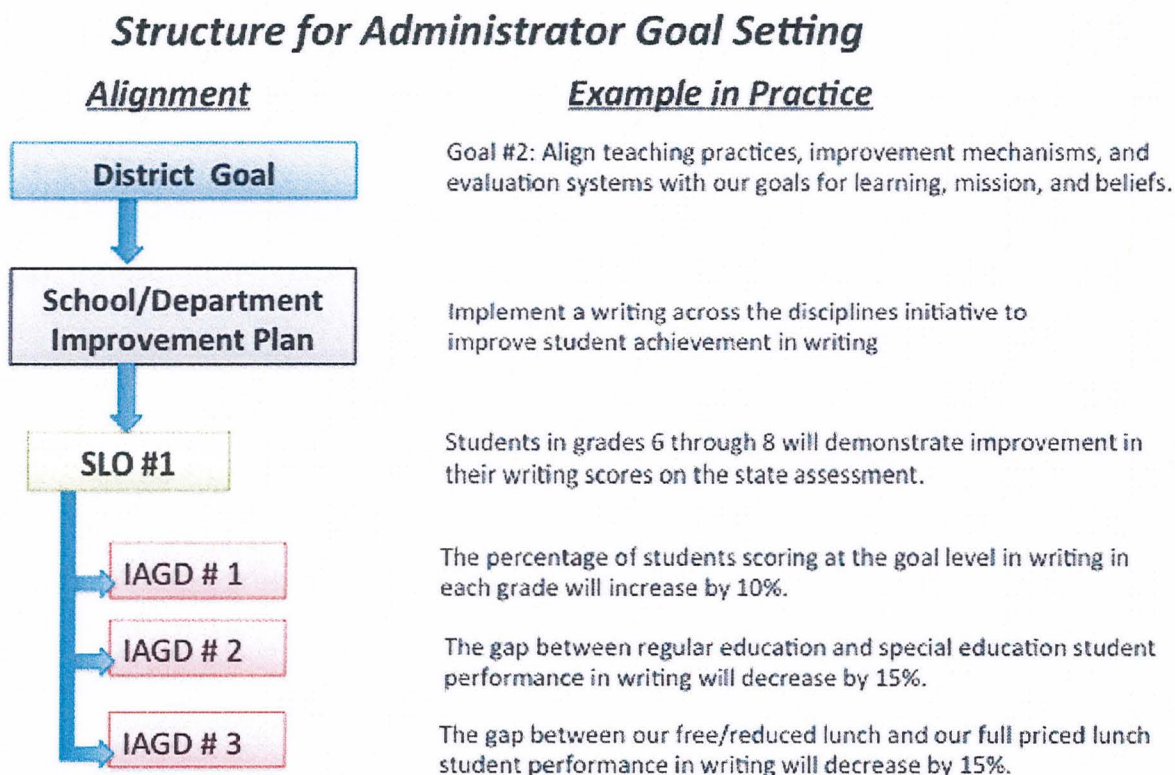 Structure for Administrator Goal Setting
Alignment
Example in Practice
District Goal
Goal #2: Align teaching practices, improvement mechanisms, and
evaluation systems with our goals for learning, mission, and beliefs.
School/Department
Improvement Plan
Implement a writing across the disciplines initiative to
improve student achievement in writing
SLO #1
Students in grades 6 through 8 will demonstrate improvement in
their writing scores on the state assessment.
IAGD # 1
The percentage of students scoring at the goal level in writing in
each grade will increase by 10%.
IAGD # 2
The gap between regular education and special education student
performance in writing will decrease by 15%.
IAGD # 3
The gap between our free/reduced lunch and our full priced lunch
student performance in writing will decrease by 15%.